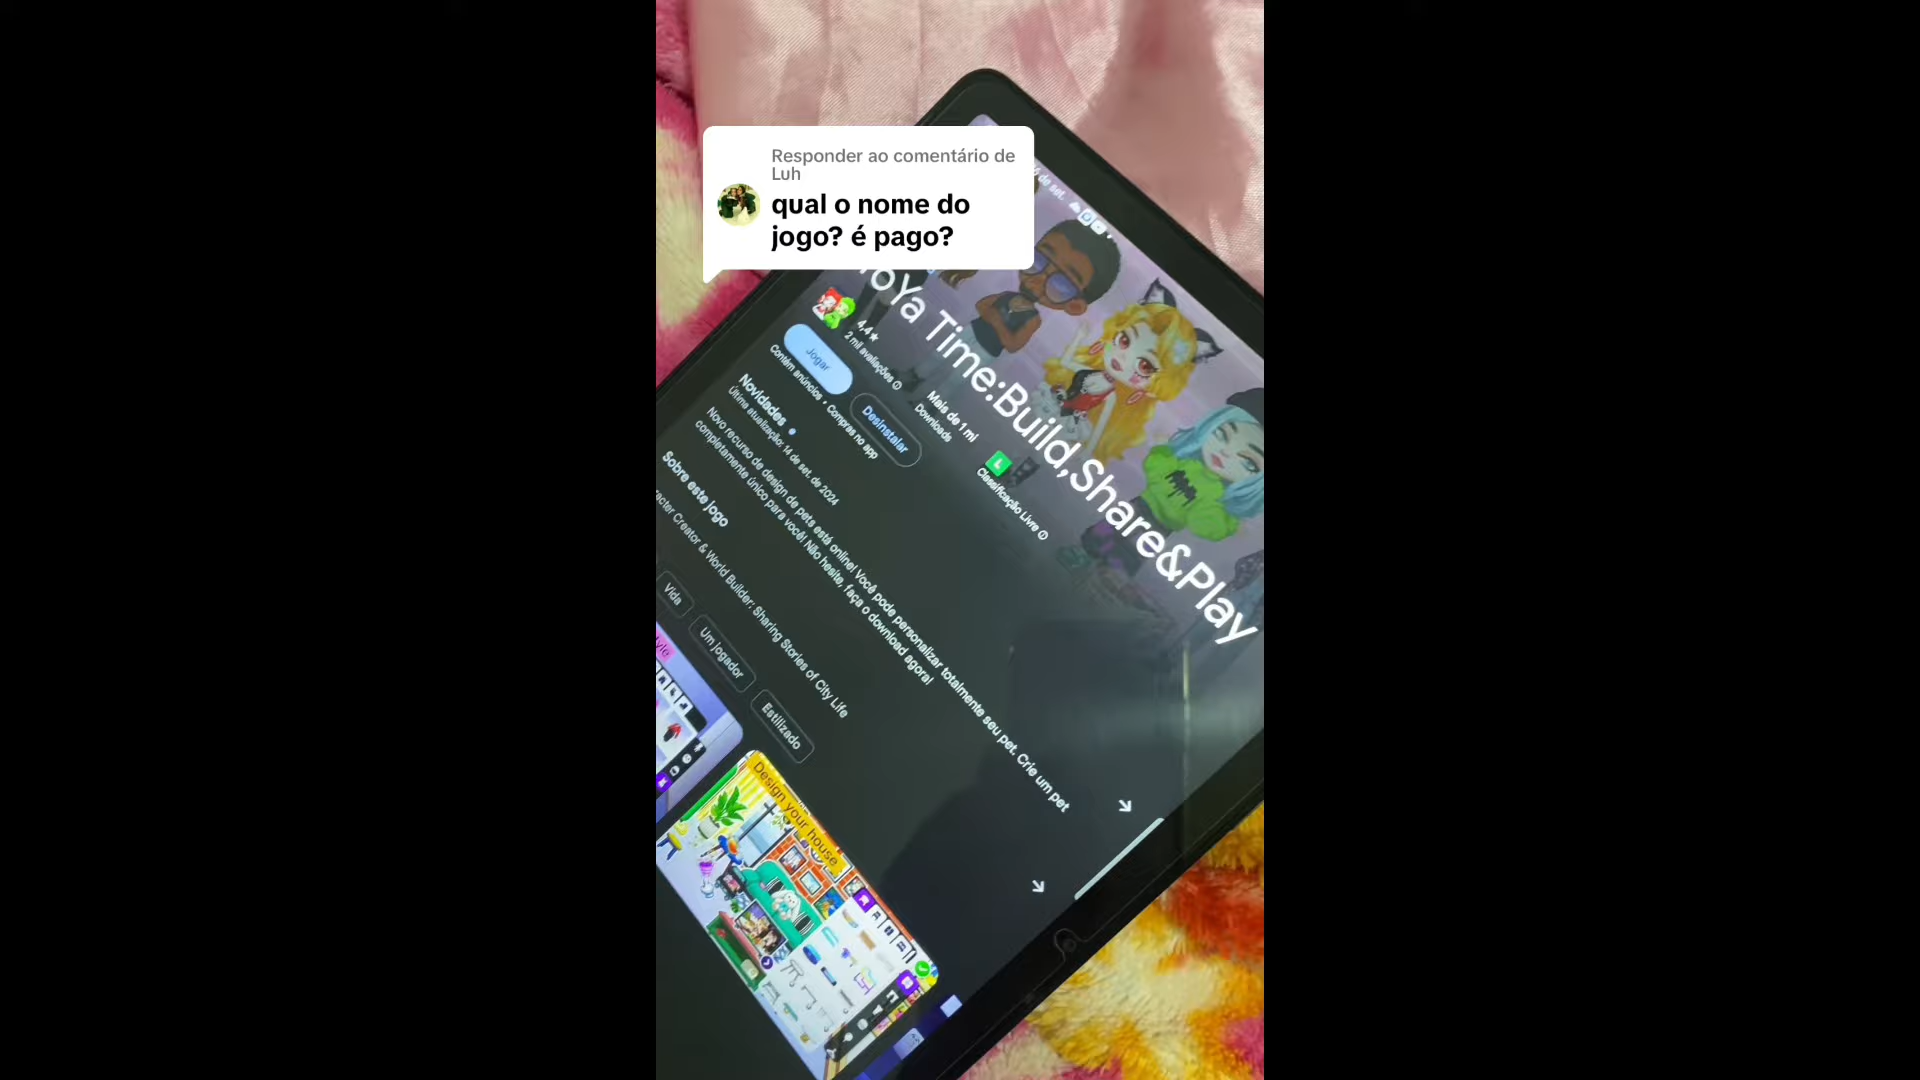 Responder ao comentário de
Luh
qual o nome do
jogo? é pago?
de set.
YoYa Time:Build,Share&Play
4,4★
2 mil avaliações
Mais de 1 mi
Downloads
L
Classificação Livre
Jogar
Desinstalar
Contém anúncios • Compras no app
Novidades
Última atualização: 14 de set. de 2024
Novo recurso de design de pets está online! Você pode personalizar totalmente seu pet. Crie um pet
completamente único para você! Não hesite, faça o download agora!
Sobre este jogo
Character Creator & World Builder: Sharing Stories of City Life
Vida
Um jogador
Estilizado
Design your house